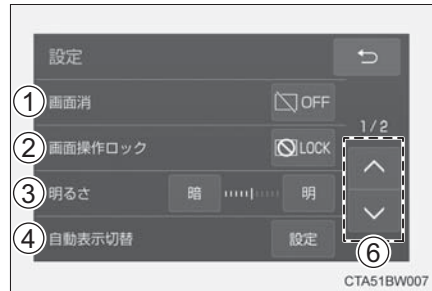 設定
① 画面消 OFF
1/2
② 画面操作ロック LOCK
③ 明るさ 暗 明
④ 自動表示切替 設定
⑥
CTA51BW007